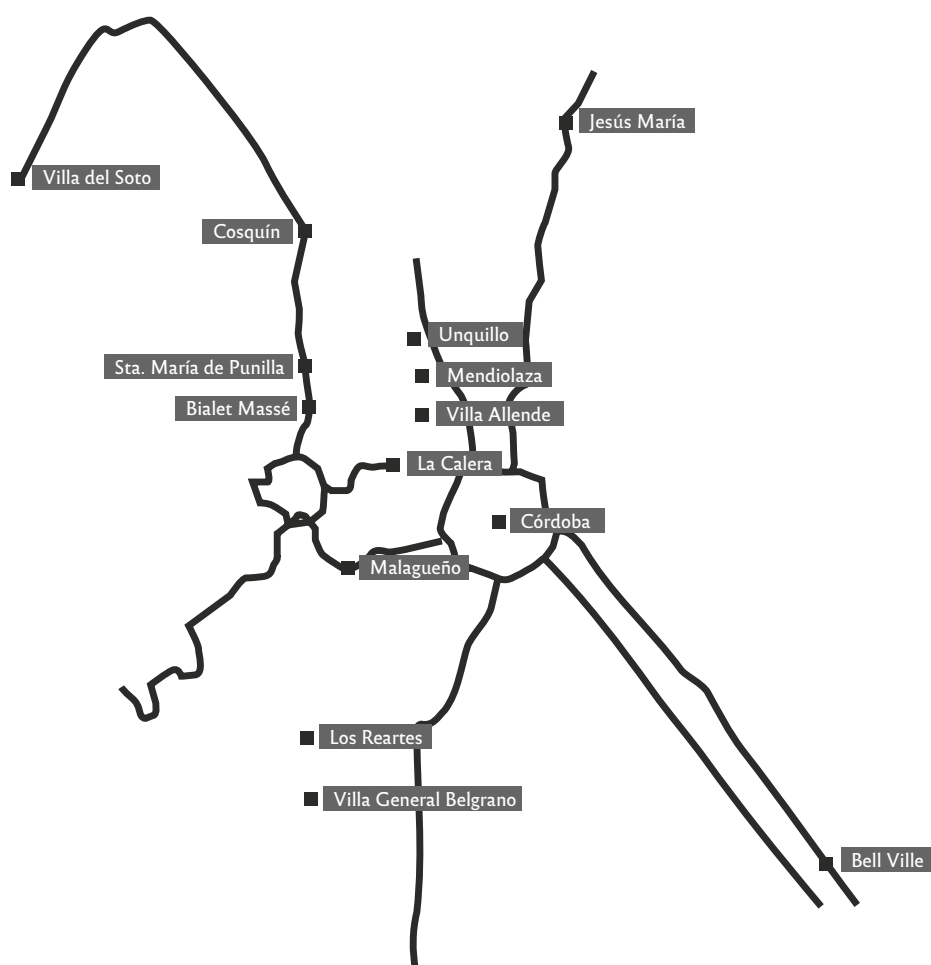 Jesús María
Villa del Soto
Cosquín
Unquillo
Sta. María de Punilla
Mendiolaza
Bialet Massé
Villa Allende
La Calera
Córdoba
Malagueño
Los Reartes
Villa General Belgrano
Bell Ville